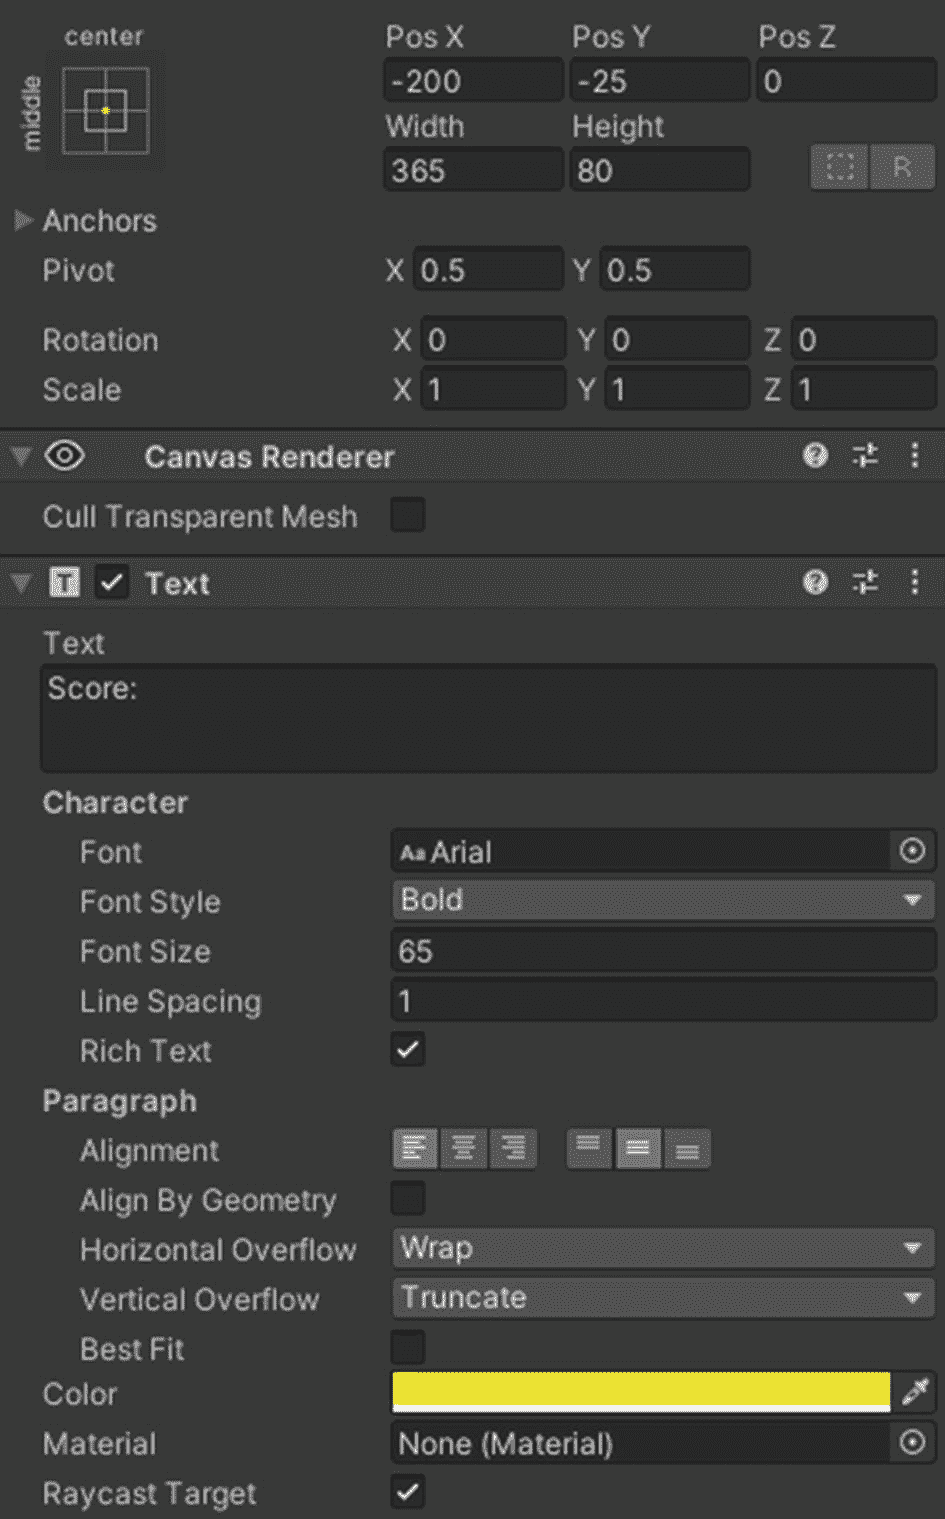 center
middle
Pos X Pos Y Pos Z
-200 -25 0
Width Height
365 80
R
Anchors
Pivot X 0.5 Y 0.5
Rotation X 0 Y 0 Z 0
Scale X 1 Y 1 Z 1
Canvas Renderer
Cull Transparent Mesh
T Text
Text
Score:
Character
Font Aa Arial
Font Style Bold
Font Size 65
Line Spacing 1
Rich Text
Paragraph
Alignment
Align By Geometry
Horizontal Overflow Wrap
Vertical Overflow Truncate
Best Fit
Color
Material None (Material)
Raycast Target